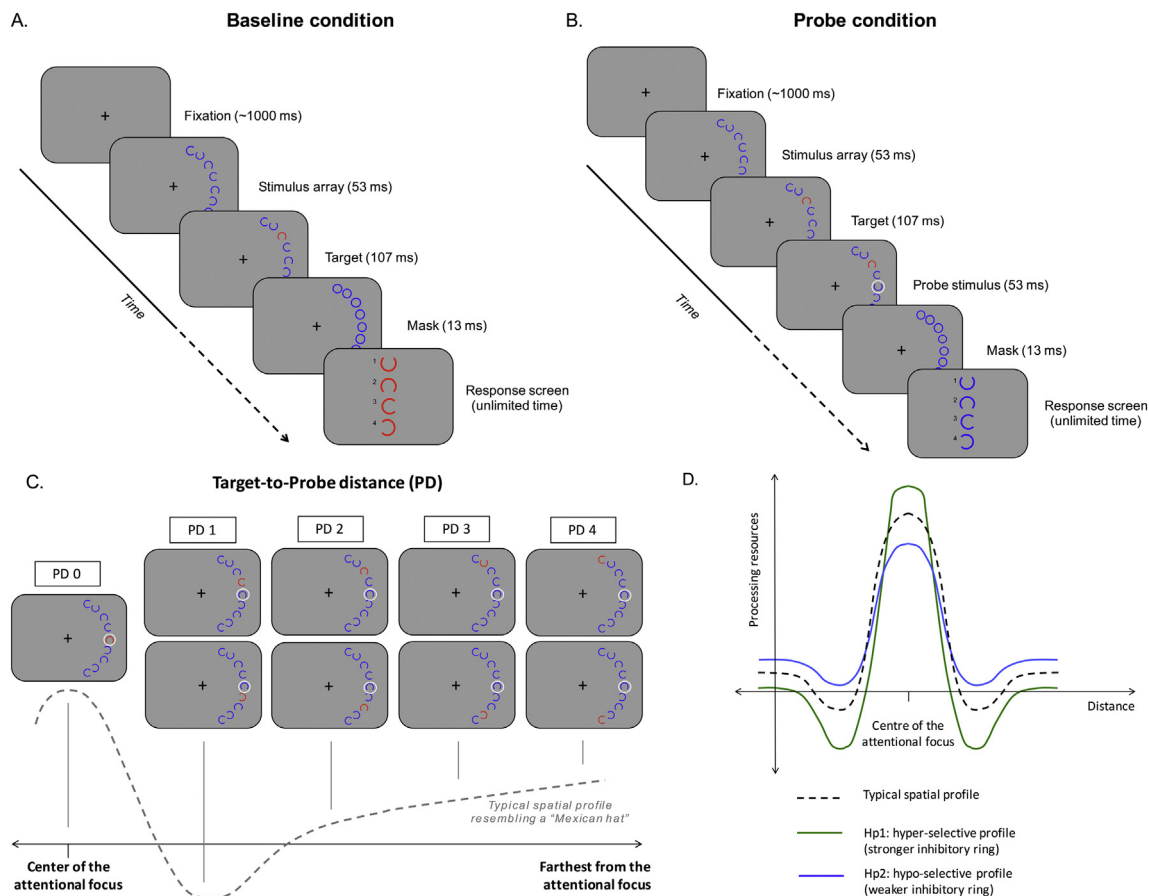 A.
Baseline condition
Fixation (~1000 ms)
Stimulus array (53 ms)
Target (107 ms)
Mask (13 ms)
Time
1
2
3
4
Response screen
(unlimited time)
B.
Probe condition
Fixation (~1000 ms)
Stimulus array (53 ms)
Target (107 ms)
Probe stimulus (53 ms)
Mask (13 ms)
Time
1
2
3
4
Response screen
(unlimited time)
C.
Target-to-Probe distance (PD)
PD 0
PD 1
PD 2
PD 3
PD 4
Typical spatial profile
resembling a “Mexican hat”
Center of the
attentional focus
Farthest from the
attentional focus
D.
Processing resources
Distance
Centre of the
attentional focus
Typical spatial profile
Hp1: hyper-selective profile
(stronger inhibitory ring)
Hp2: hypo-selective profile
(weaker inhibitory ring)